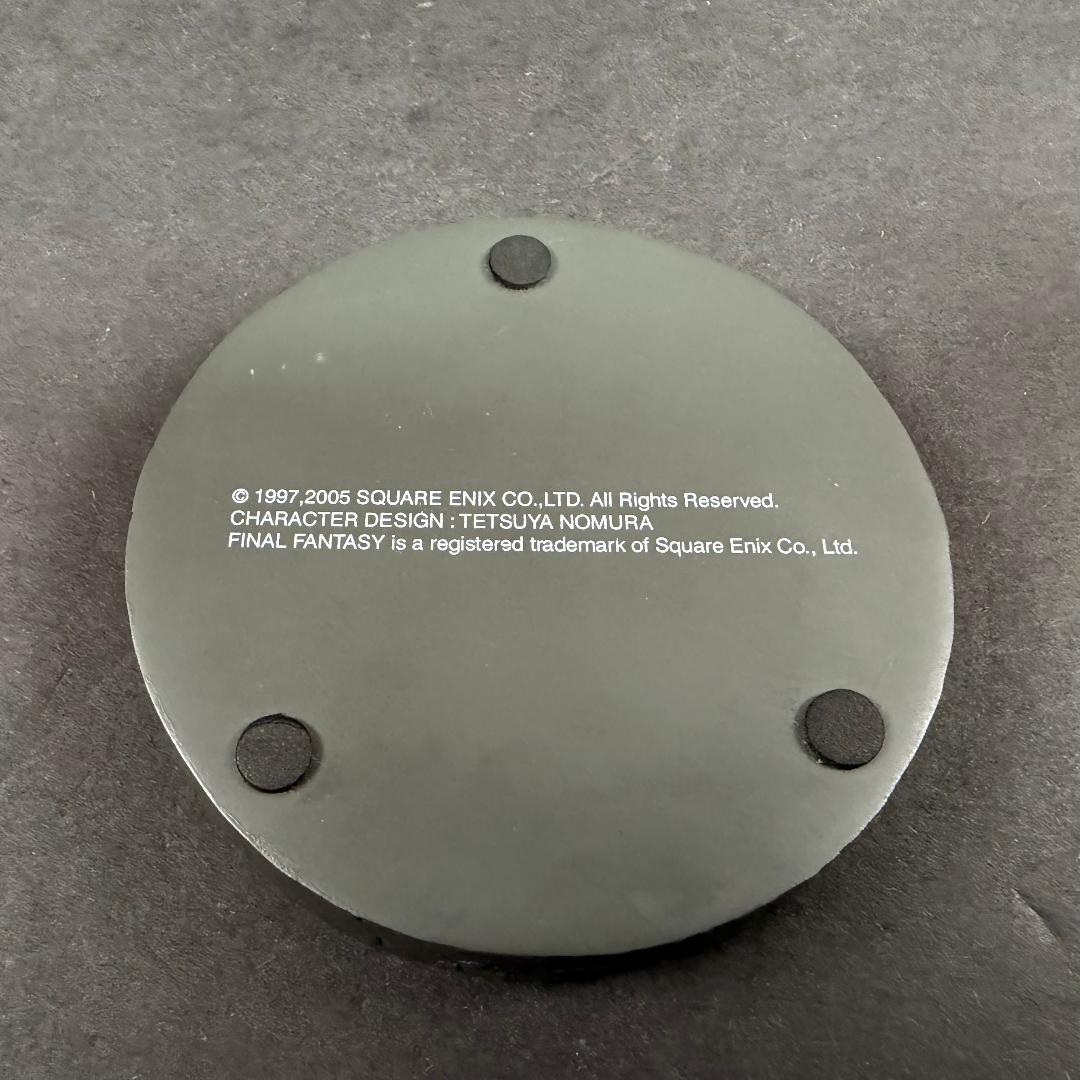 © 1997,2005 SQUARE ENIX CO.,LTD. All Rights Reserved.
CHARACTER DESIGN : TETSUYA NOMURA
FINAL FANTASY is a registered trademark of Square Enix Co., Ltd.